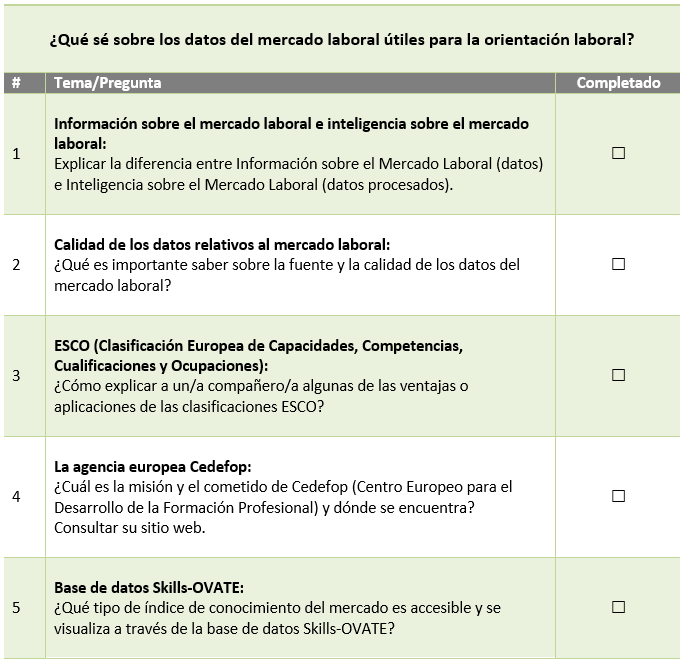 ¿Qué sé sobre los datos del mercado laboral útiles para la orientación laboral?
# Tema/Pregunta Completado
Información sobre el mercado laboral e inteligencia sobre el mercado
laboral:
1 Explicar la diferencia entre Información sobre el Mercado Laboral (datos) ☐
e Inteligencia sobre el Mercado Laboral (datos procesados).
Calidad de los datos relativos al mercado laboral:
2 ¿Qué es importante saber sobre la fuente y la calidad de los datos del ☐
mercado laboral?
ESCO (Clasificación Europea de Capacidades, Competencias,
Cualificaciones y Ocupaciones):
3 ¿Cómo explicar a un/a compañero/a algunas de las ventajas o ☐
aplicaciones de las clasificaciones ESCO?
La agencia europea Cedefop:
4 ¿Cuál es la misión y el cometido de Cedefop (Centro Europeo para el ☐
Desarrollo de la Formación Profesional) y dónde se encuentra?
Consultar su sitio web.
Base de datos Skills-OVATE:
5 ¿Qué tipo de índice de conocimiento del mercado es accesible y se ☐
visualiza a través de la base de datos Skills-OVATE?